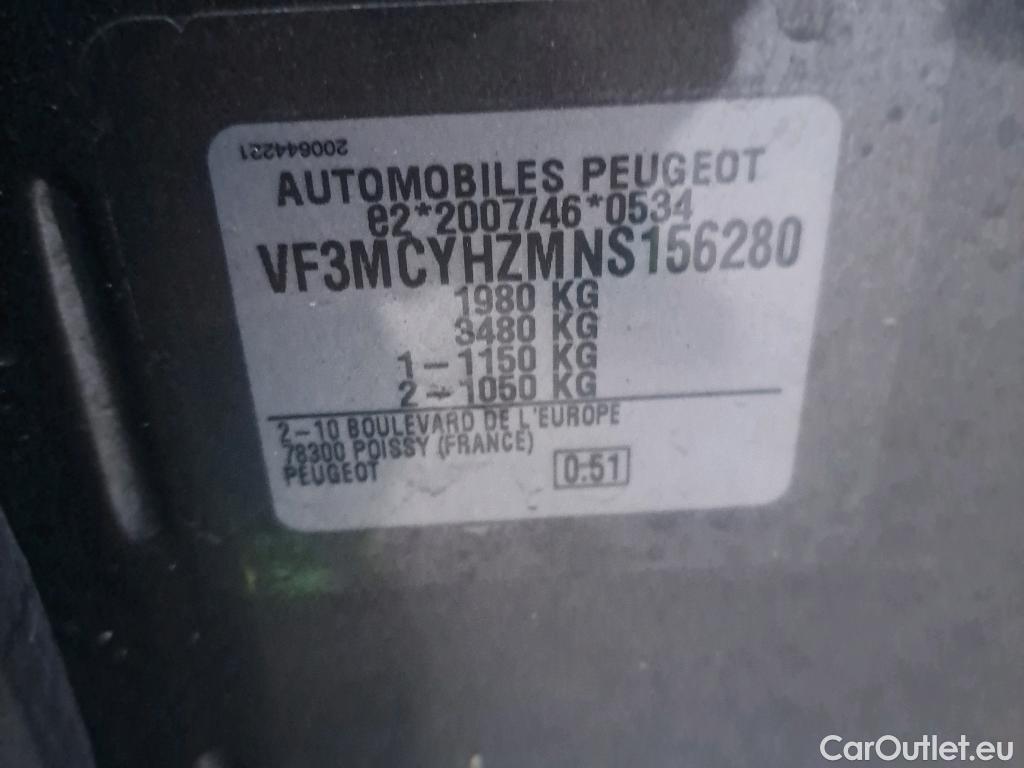 200644221
AUTOMOBILES PEUGEOT
e2*2007/46*0534
VF3MCYHZMNS156280
1980 KG
3480 KG
1-1150 KG
2-1050 KG
2-10 BOULEVARD DE L'EUROPE
78300 POISSY (FRANCE)
PEUGEOT
0.51
CarOutlet.eu